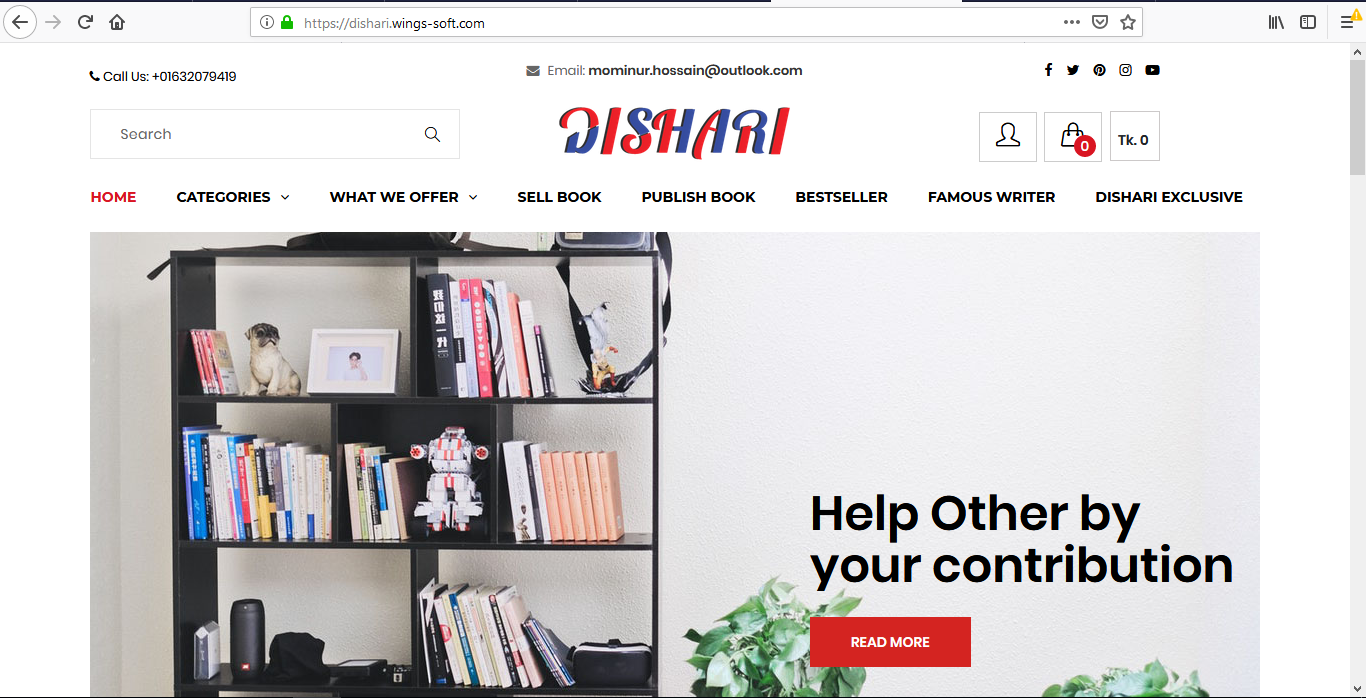 https://dishari.wings-soft.com
Call Us: +01632079419
Email: mominur.hossain@outlook.com
Search
DISHARI
0
Tk. 0
HOME
CATEGORIES
WHAT WE OFFER
SELL BOOK
PUBLISH BOOK
BESTSELLER
FAMOUS WRITER
DISHARI EXCLUSIVE
Help Other by
your contribution
READ MORE